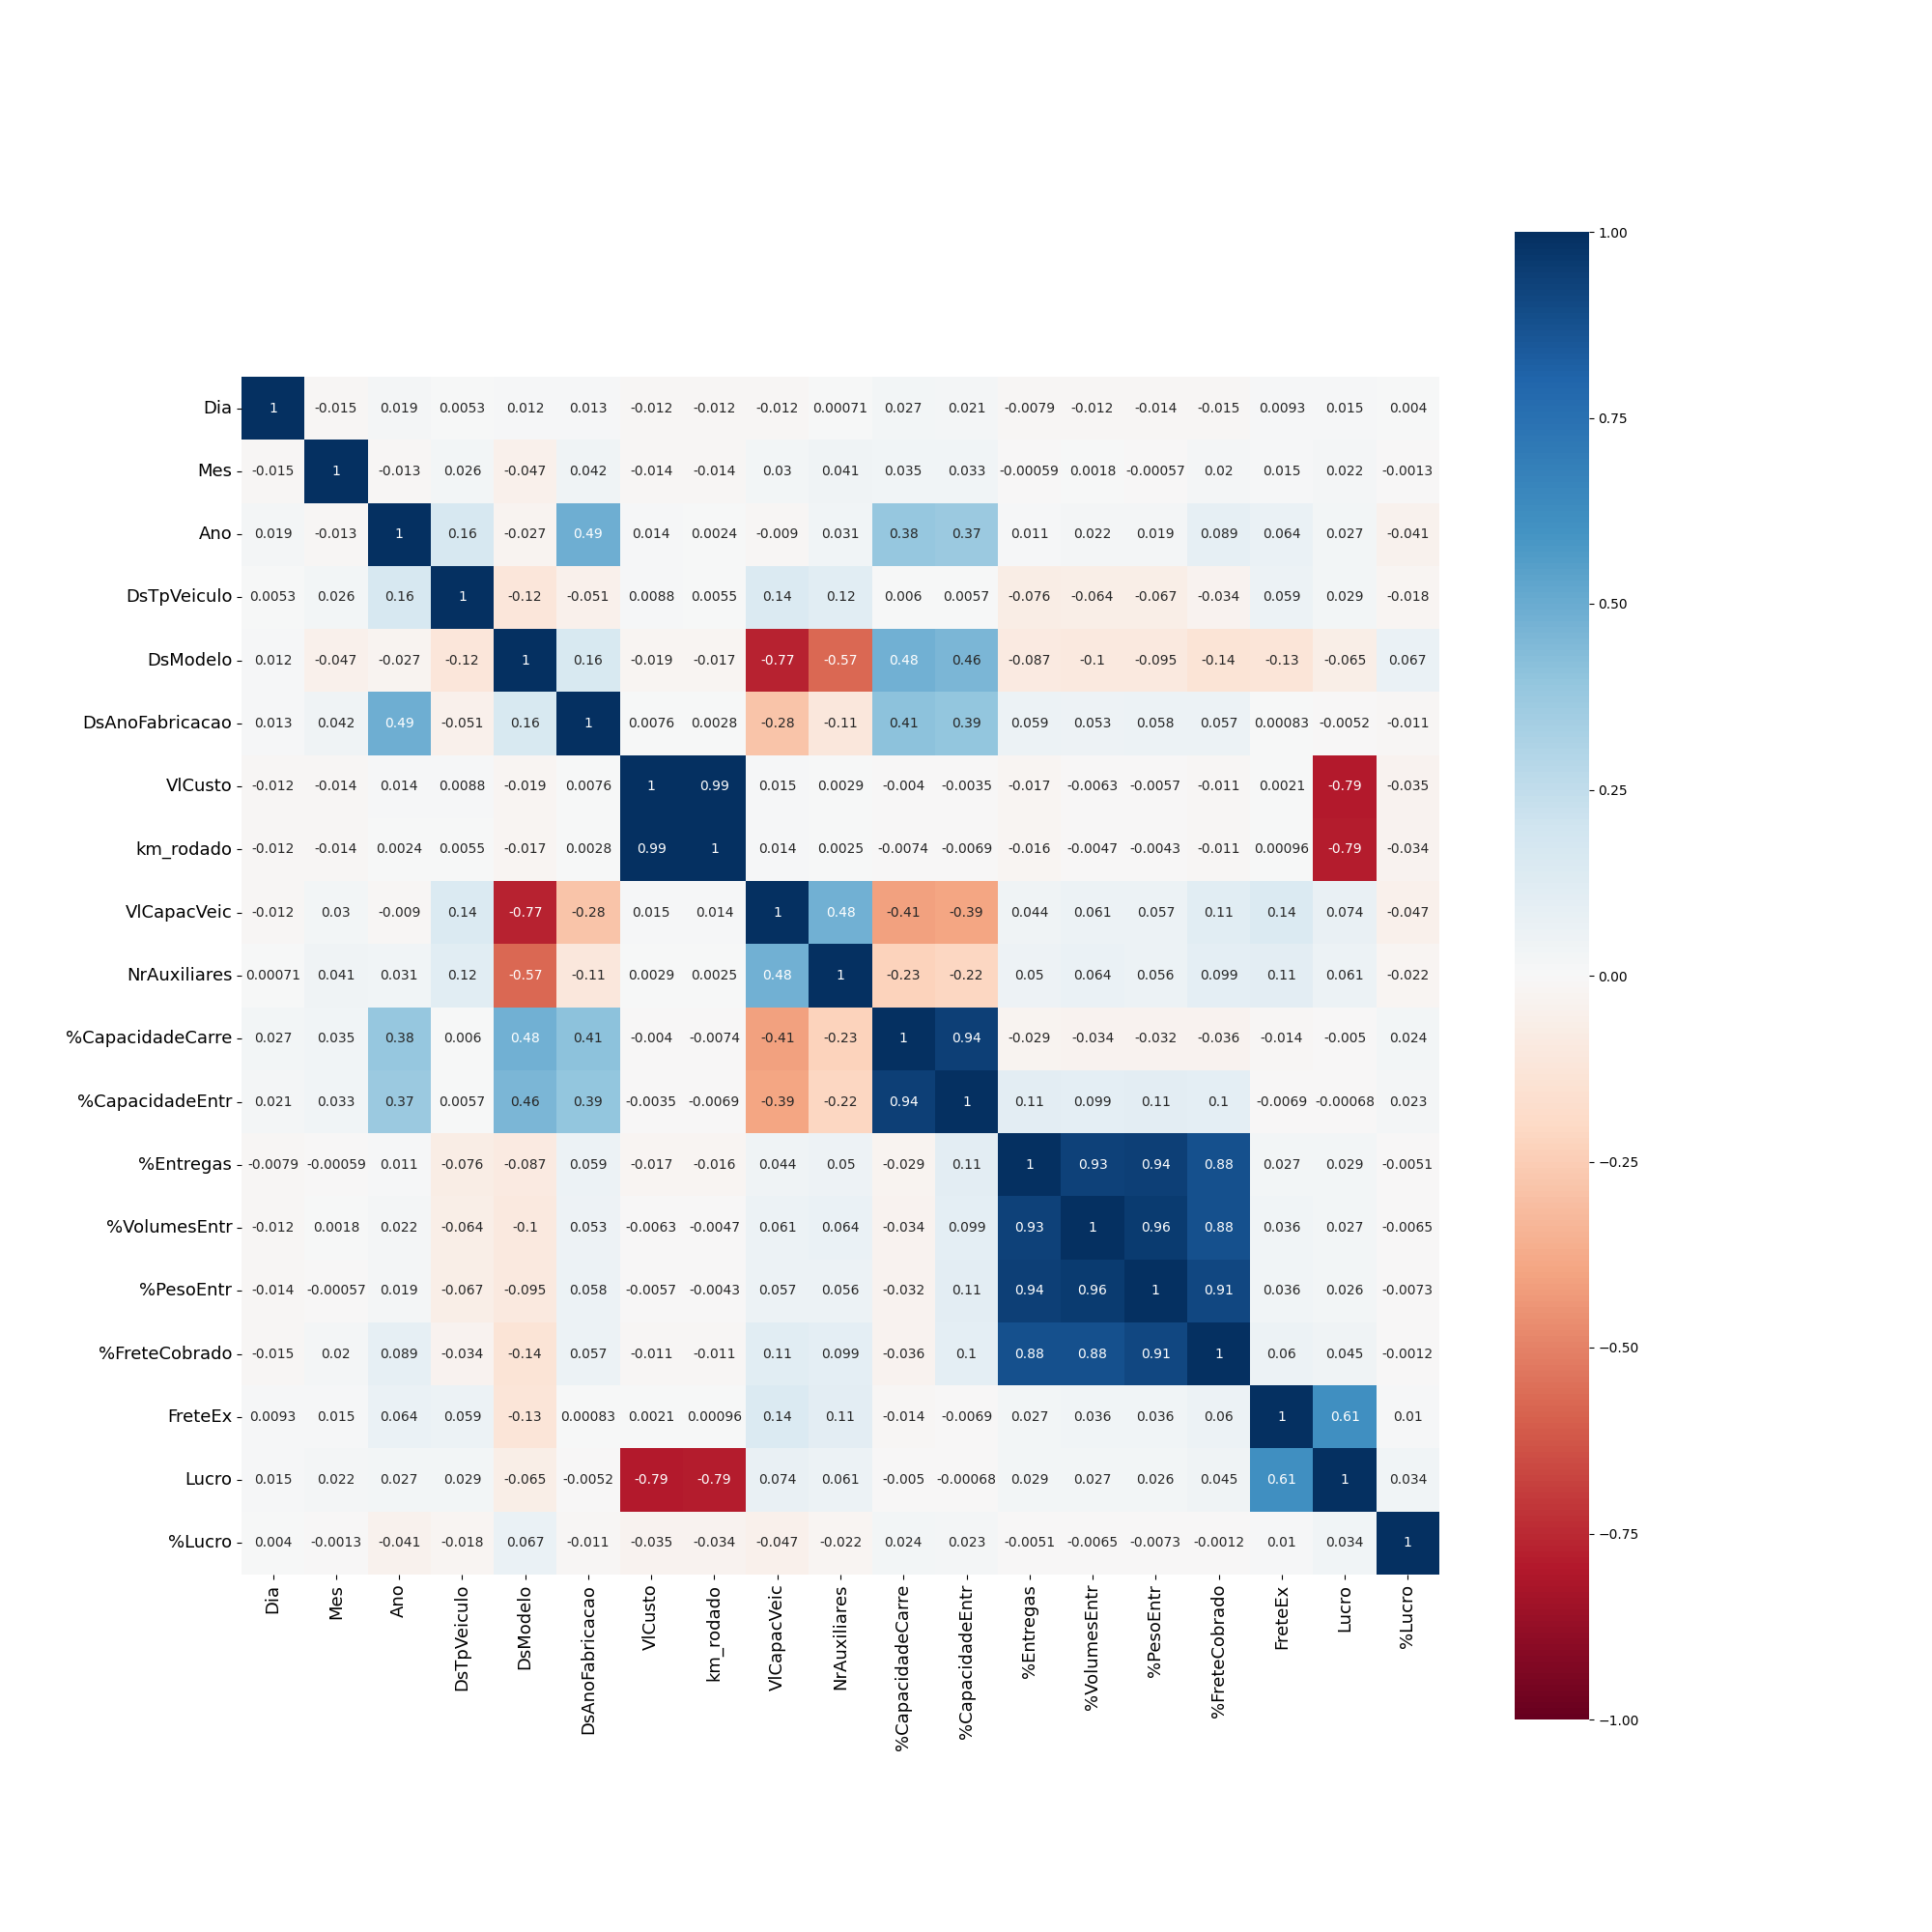 1.00
0.75
0.50
0.25
0.00
−0.25
−0.50
−0.75
−1.00
Dia 1 -0.015 0.019 0.0053 0.012 0.013 -0.012 -0.012 -0.012 0.00071 0.027 0.021 -0.0079 -0.012 -0.014 -0.015 0.0093 0.015 0.004
Mes -0.015 1 -0.013 0.026 -0.047 0.042 -0.014 -0.014 0.03 0.041 0.035 0.033 -0.00059 0.0018 -0.00057 0.02 0.015 0.022 -0.0013
Ano 0.019 -0.013 1 0.16 -0.027 0.49 0.014 0.0024 -0.009 0.031 0.38 0.37 0.011 0.022 0.019 0.089 0.064 0.027 -0.041
DsTpVeiculo 0.0053 0.026 0.16 1 -0.12 -0.051 0.0088 0.0055 0.14 0.12 0.006 0.0057 -0.076 -0.064 -0.067 -0.034 0.059 0.029 -0.018
DsModelo 0.012 -0.047 -0.027 -0.12 1 0.16 -0.019 -0.017 -0.77 -0.57 0.48 0.46 -0.087 -0.1 -0.095 -0.14 -0.13 -0.065 0.067
DsAnoFabricacao 0.013 0.042 0.49 -0.051 0.16 1 0.0076 0.0028 -0.28 -0.11 0.41 0.39 0.059 0.053 0.058 0.057 0.00083 -0.0052 -0.011
VlCusto -0.012 -0.014 0.014 0.0088 -0.019 0.0076 1 0.99 0.015 0.0029 -0.004 -0.0035 -0.017 -0.0063 -0.0057 -0.011 0.0021 -0.79 -0.035
km_rodado -0.012 -0.014 0.0024 0.0055 -0.017 0.0028 0.99 1 0.014 0.0025 -0.0074 -0.0069 -0.016 -0.0047 -0.0043 -0.011 0.00096 -0.79 -0.034
VlCapacVeic -0.012 0.03 -0.009 0.14 -0.77 -0.28 0.015 0.014 1 0.48 -0.41 -0.39 0.044 0.061 0.057 0.11 0.14 0.074 -0.047
NrAuxiliares 0.00071 0.041 0.031 0.12 -0.57 -0.11 0.0029 0.0025 0.48 1 -0.23 -0.22 0.05 0.064 0.056 0.099 0.11 0.061 -0.022
%CapacidadeCarre 0.027 0.035 0.38 0.006 0.48 0.41 -0.004 -0.0074 -0.41 -0.23 1 0.94 -0.029 -0.034 -0.032 -0.036 -0.014 -0.005 0.024
%CapacidadeEntr 0.021 0.033 0.37 0.0057 0.46 0.39 -0.0035 -0.0069 -0.39 -0.22 0.94 1 0.11 0.099 0.11 0.1 -0.0069 -0.00068 0.023
%Entregas -0.0079 -0.00059 0.011 -0.076 -0.087 0.059 -0.017 -0.016 0.044 0.05 -0.029 0.11 1 0.93 0.94 0.88 0.027 0.029 -0.0051
%VolumesEntr -0.012 0.0018 0.022 -0.064 -0.1 0.053 -0.0063 -0.0047 0.061 0.064 -0.034 0.099 0.93 1 0.96 0.88 0.036 0.027 -0.0065
%PesoEntr -0.014 -0.00057 0.019 -0.067 -0.095 0.058 -0.0057 -0.0043 0.057 0.056 -0.032 0.11 0.94 0.96 1 0.91 0.036 0.026 -0.0073
%FreteCobrado -0.015 0.02 0.089 -0.034 -0.14 0.057 -0.011 -0.011 0.11 0.099 -0.036 0.1 0.88 0.88 0.91 1 0.06 0.045 -0.0012
FreteEx 0.0093 0.015 0.064 0.059 -0.13 0.00083 0.0021 0.00096 0.14 0.11 -0.014 -0.0069 0.027 0.036 0.036 0.06 1 0.61 0.01
Lucro 0.015 0.022 0.027 0.029 -0.065 -0.0052 -0.79 -0.79 0.074 0.061 -0.005 -0.00068 0.029 0.027 0.026 0.045 0.61 1 0.034
%Lucro 0.004 -0.0013 -0.041 -0.018 0.067 -0.011 -0.035 -0.034 -0.047 -0.022 0.024 0.023 -0.0051 -0.0065 -0.0073 -0.0012 0.01 0.034 1
Dia
Mes
Ano
DsTpVeiculo
DsModelo
DsAnoFabricacao
VlCusto
km_rodado
VlCapacVeic
NrAuxiliares
%CapacidadeCarre
%CapacidadeEntr
%Entregas
%VolumesEntr
%PesoEntr
%FreteCobrado
FreteEx
Lucro
%Lucro